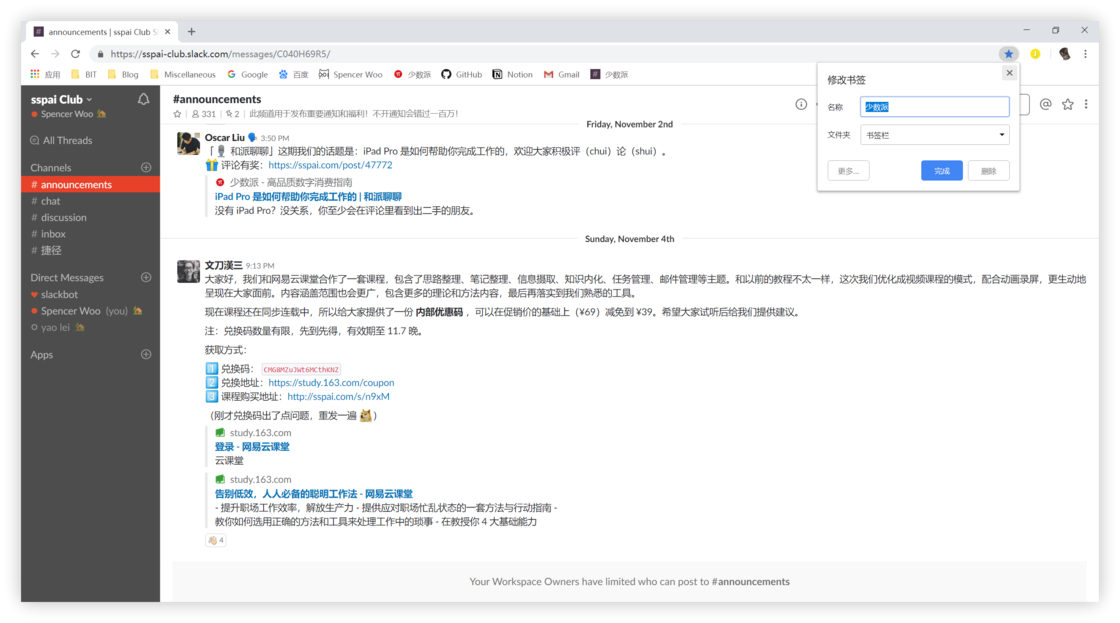 announcements | sspai Club S
https://sspai-club.slack.com/messages/C040H69R5/
应用 BIT Blog Miscellaneous Google 百度 Spencer Woo 少数派 GitHub Notion Gmail 少数派
修改书签
名称 少数派
文件夹 书签栏
更多... 完成 删除
sspai Club
Spencer Woo
All Threads
Channels
# announcements
# chat
# discussion
# inbox
# 捷径
Direct Messages
slackbot
Spencer Woo (you)
yao lei
Apps
#announcements
331 | 2 | 此频道用于发布重要通知和福利！不开通知会错过一百万！
Friday, November 2nd
Oscar Liu 3:50 PM
「🎙 和派聊聊」这期我们的话题是：iPad Pro 是如何帮助你完成工作的，欢迎大家积极评（chui）论（shui）。
🎁 评论有奖：https://sspai.com/post/47772
少数派 - 高品质数字消费指南
iPad Pro 是如何帮助你完成工作的 | 和派聊聊
没有 iPad Pro？没关系，你至少会在评论里看到出二手的朋友。
Sunday, November 4th
文刀漢三 9:13 PM
大家好，我们和网易云课堂合作了一套课程，包含了思路整理、笔记整理、信息摄取、知识内化、任务管理、邮件管理等主题。和以前的教程不太一样，这次我们优化成视频课程的模式，配合动画录屏，更生动地
呈现在大家面前。内容涵盖范围也会更广，包含更多的理论和方法内容，最后再落实到我们熟悉的工具。
现在课程还在同步连载中，所以给大家提供了一份 内部优惠码 ，可以在促销价的基础上（¥69）减免到 ¥39。希望大家试听后给我们提供建议。
注：兑换码数量有限，先到先得，有效期至 11.7 晚。
获取方式：
1 兑换码： CMGBMZuJWt6MCthKNZ
2 兑换地址：https://study.163.com/coupon
3 课程购买地址：http://sspai.com/s/n9xM
（刚才兑换码出了点问题，重发一遍 ）
study.163.com
登录 - 网易云课堂
云课堂
study.163.com
告别低效，人人必备的聪明工作法 - 网易云课堂
- 提升职场工作效率，解放生产力 - 提供应对职场忙乱状态的一套方法与行动指南 -
教你如何选用正确的方法和工具来处理工作中的琐事 - 在教授你 4 大基础能力
4
Your Workspace Owners have limited who can post to #announcements